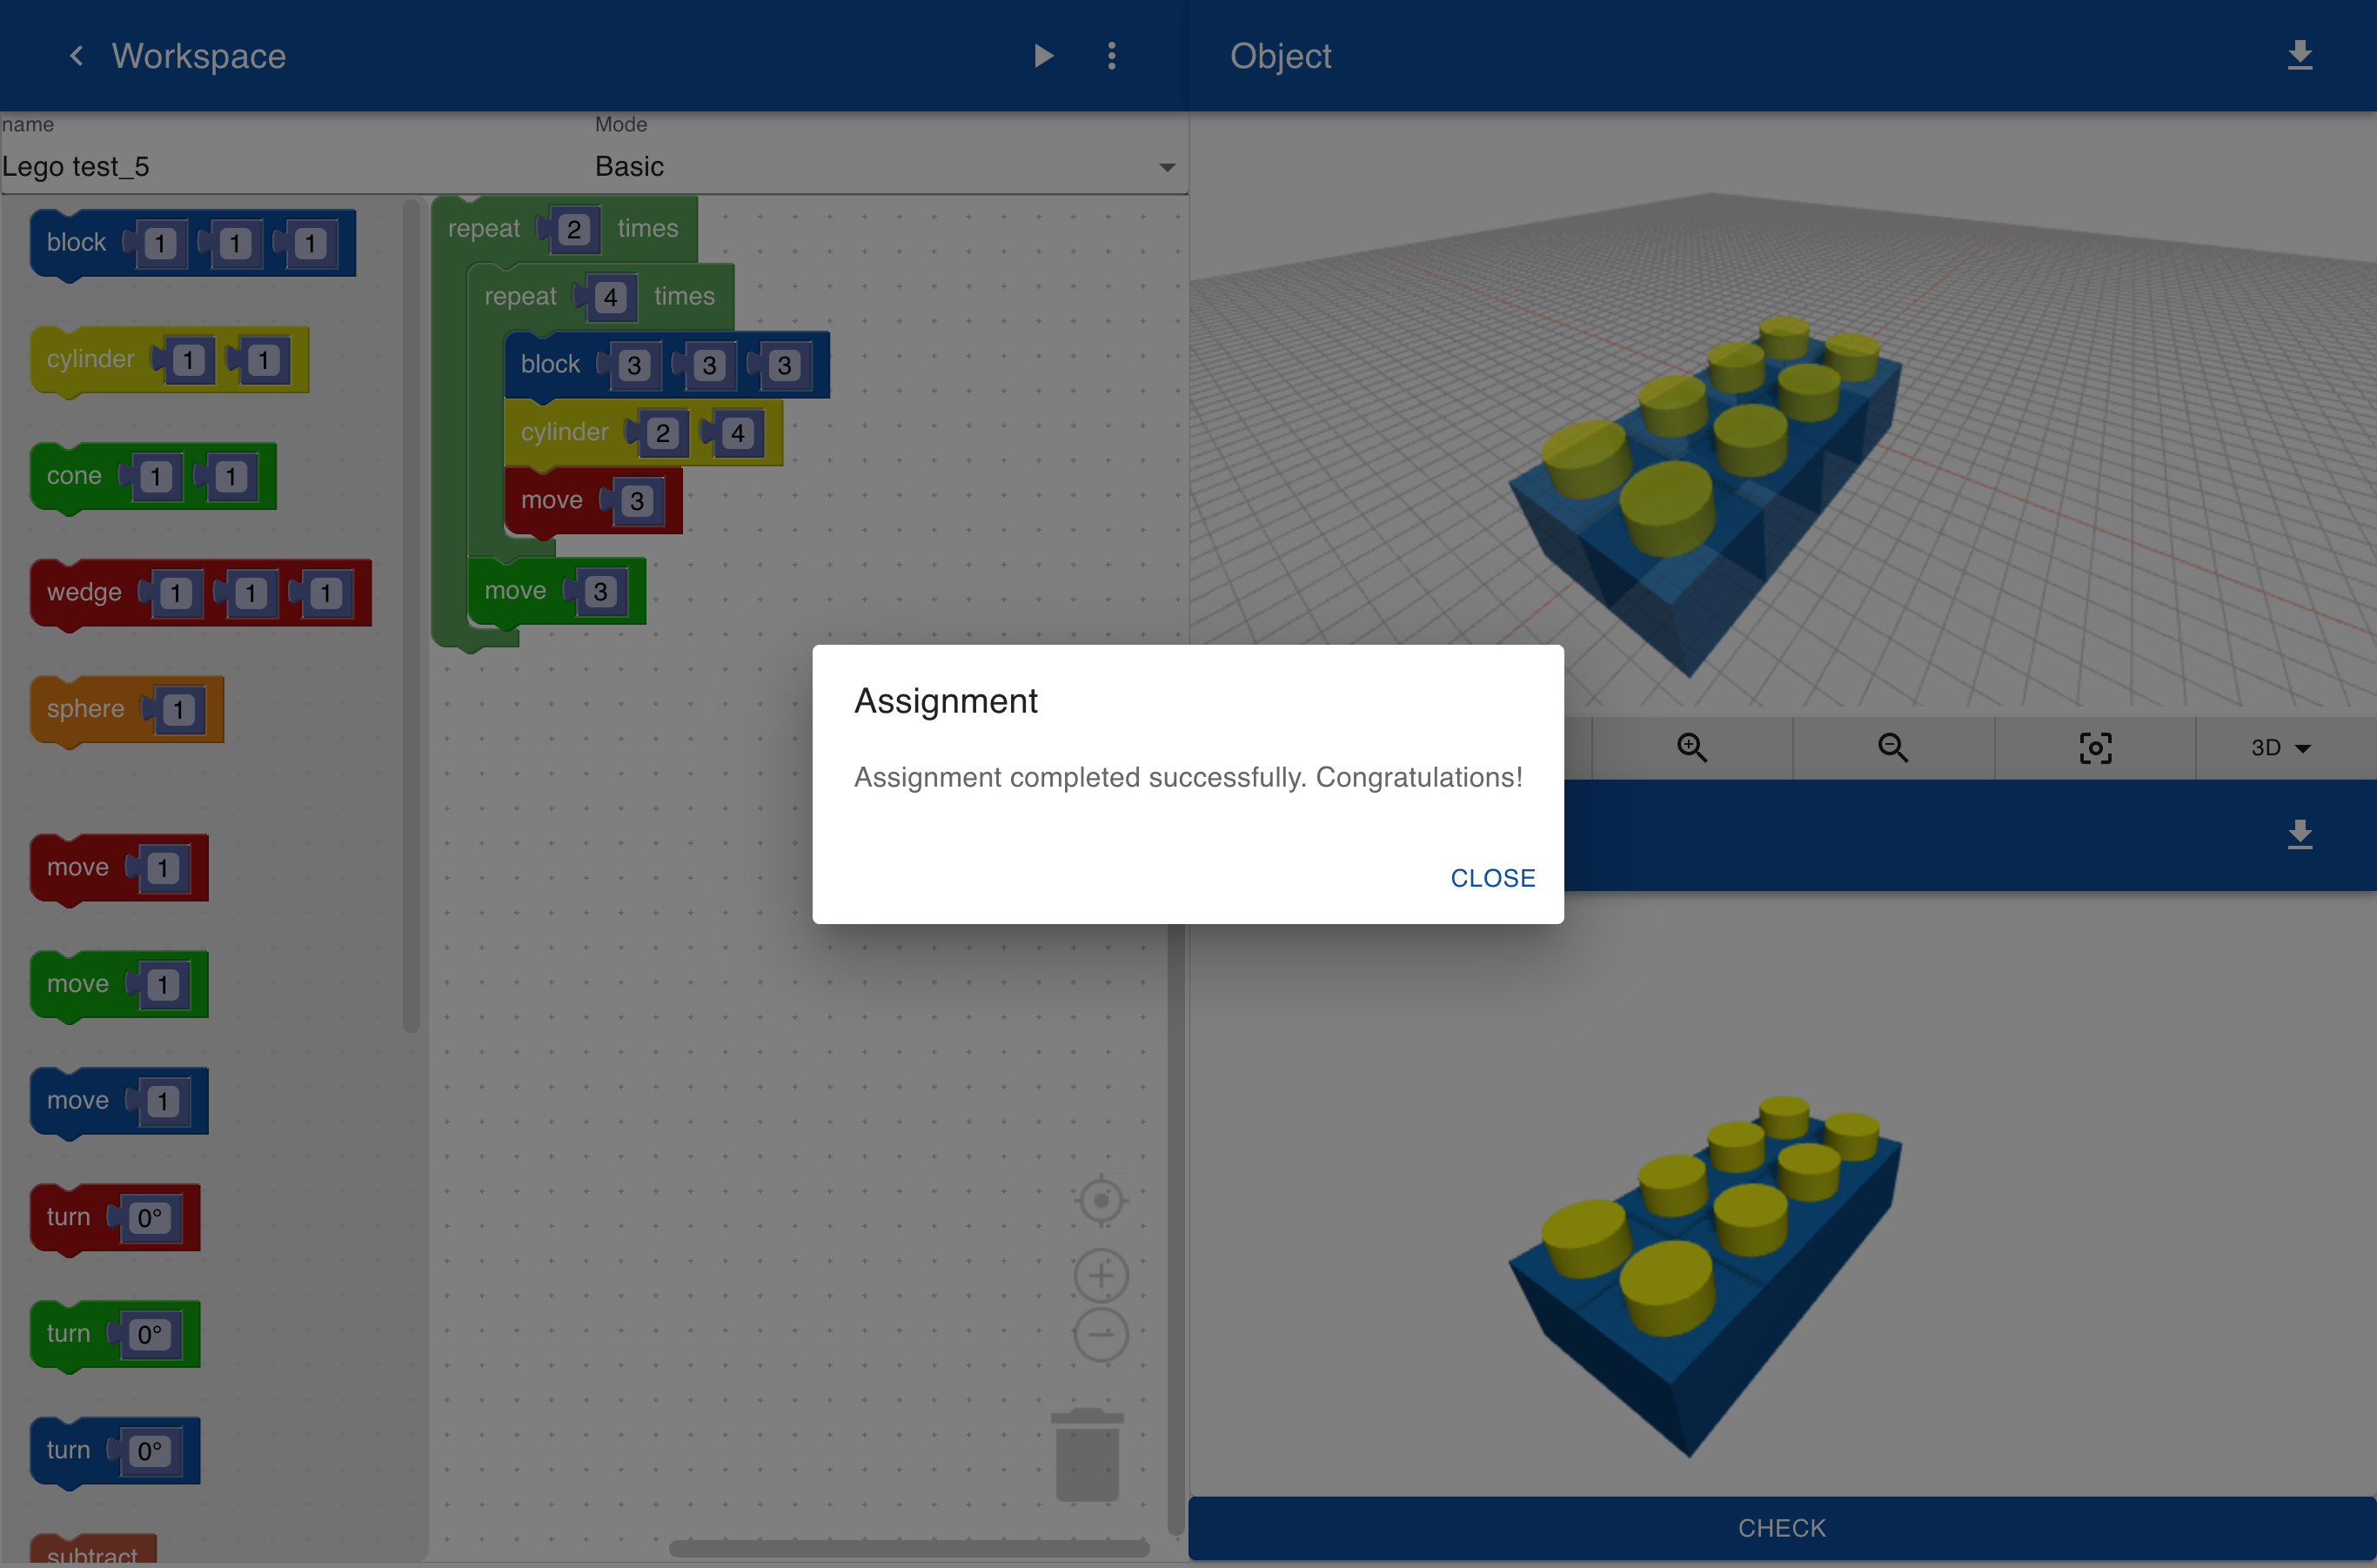 Workspace
Object
name
Mode
Lego test_5
Basic
block 1 1 1
cylinder 1 1
cone 1 1
wedge 1 1 1
sphere 1
move 1
move 1
move 1
turn 0°
turn 0°
turn 0°
subtract
repeat 2 times
repeat 4 times
block 3 3 3
cylinder 2 4
move 3
move 3
3D
Assignment
Assignment completed successfully. Congratulations!
CLOSE
CHECK